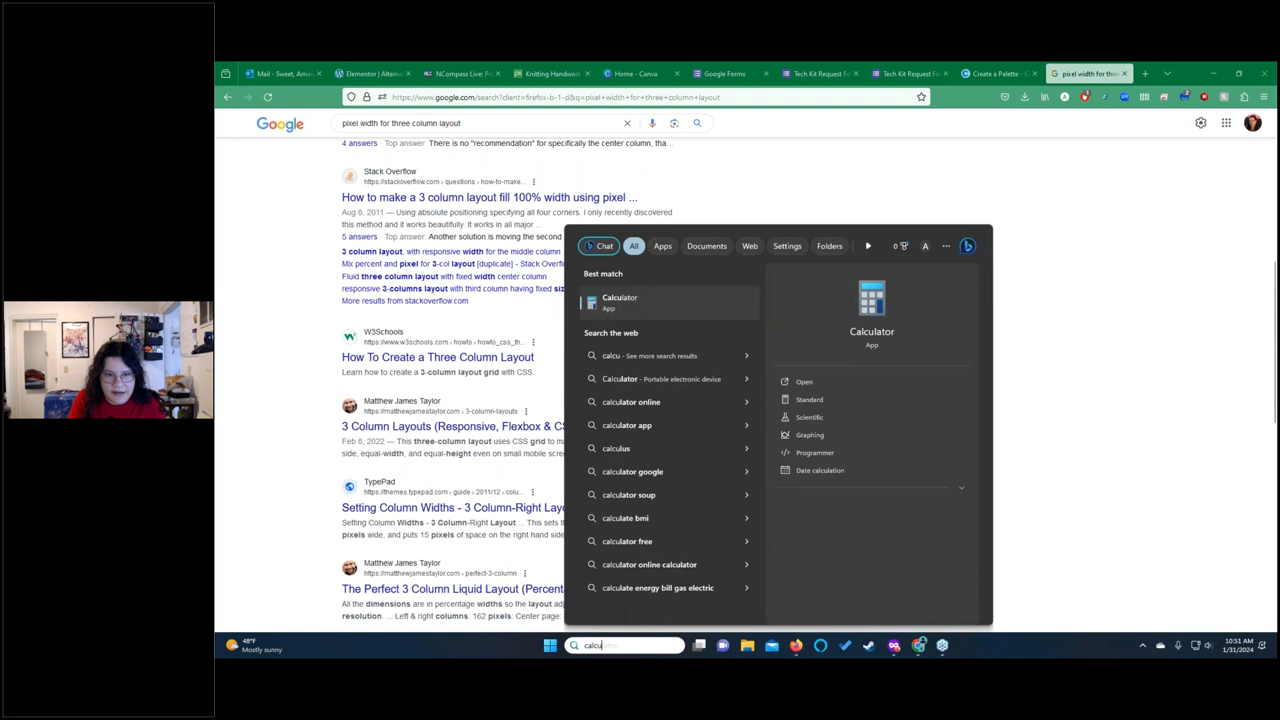 Mail - Sweet, Aman
Elementor | Altern
NCompass Live: P
Knitting Handwork
Home - Canva
Google Forms
Tech Kit Request Fo
Tech Kit Request Fo
Create a Palette - C
pixel width for three
https://www.google.com/search?client=firefox-b-1-d&q=pixel+width+for+three+column+layout
Google
pixel width for three column layout
4 answers · Top answer: There is no "recommendation" for specifically the center column, tha...
Stack Overflow
https://stackoverflow.com › questions › how-to-make...
How to make a 3 column layout fill 100% width using pixel ...
Aug 8, 2011 — Using absolute positioning specifying all four corners. I only recently discovered
this method and it works beautifully. It works in all major ...
5 answers · Top answer: Another solution is moving the second
3 column layout, with responsive width for the middle column
Mix percent and pixel for 3-col layout [duplicate] - Stack Overfl
Fluid three column layout with fixed width center column
responsive 3-columns layout with third column having fixed siz
More results from stackoverflow.com
W3Schools
https://www.w3schools.com › howto › howto_css_th...
How To Create a Three Column Layout
Learn how to create a 3-column layout grid with CSS.
Matthew James Taylor
https://matthewjamestaylor.com › 3-column-layouts
3 Column Layouts (Responsive, Flexbox & CS
Feb 8, 2022 — This three-column layout uses CSS grid to m
side, equal-width, and equal-height even on small mobile scre
TypePad
https://themes.typepad.com › guide › 2011/12 › colu...
Setting Column Widths - 3 Column-Right Layo
Setting Column Widths - 3 Column-Right Layout ... This sets t
pixels wide, and puts 15 pixels of space on the right hand side
Matthew James Taylor
https://matthewjamestaylor.com › perfect-3-column
The Perfect 3 Column Liquid Layout (Percent
All the dimensions are in percentage widths so the layout adj
resolution. ... Left & right columns: 162 pixels: Center page
Chat
All
Apps
Documents
Web
Settings
Folders
0
A
Best match
Calculator
App
Search the web
calcu - See more search results
Calculator - Portable electronic device
calculator online
calculator app
calculus
calculator google
calculator soup
calculate bmi
calculator free
calculator online calculator
calculate energy bill gas electric
Calculator
App
Open
Standard
Scientific
Graphing
Programmer
Date calculation
48°F
Mostly sunny
calculator
10:51 AM
1/31/2024